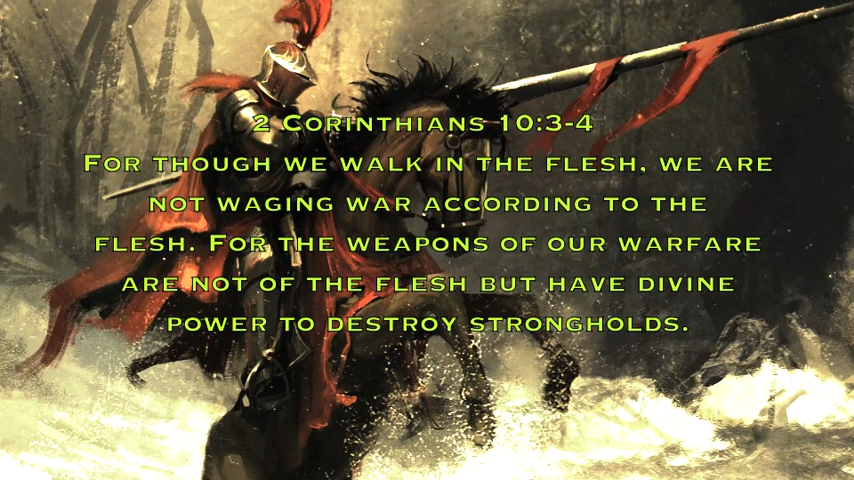 2 Corinthians 10:3-4
For though we walk in the flesh, we are
not waging war according to the
flesh. For the weapons of our warfare
are not of the flesh but have divine
power to destroy strongholds.